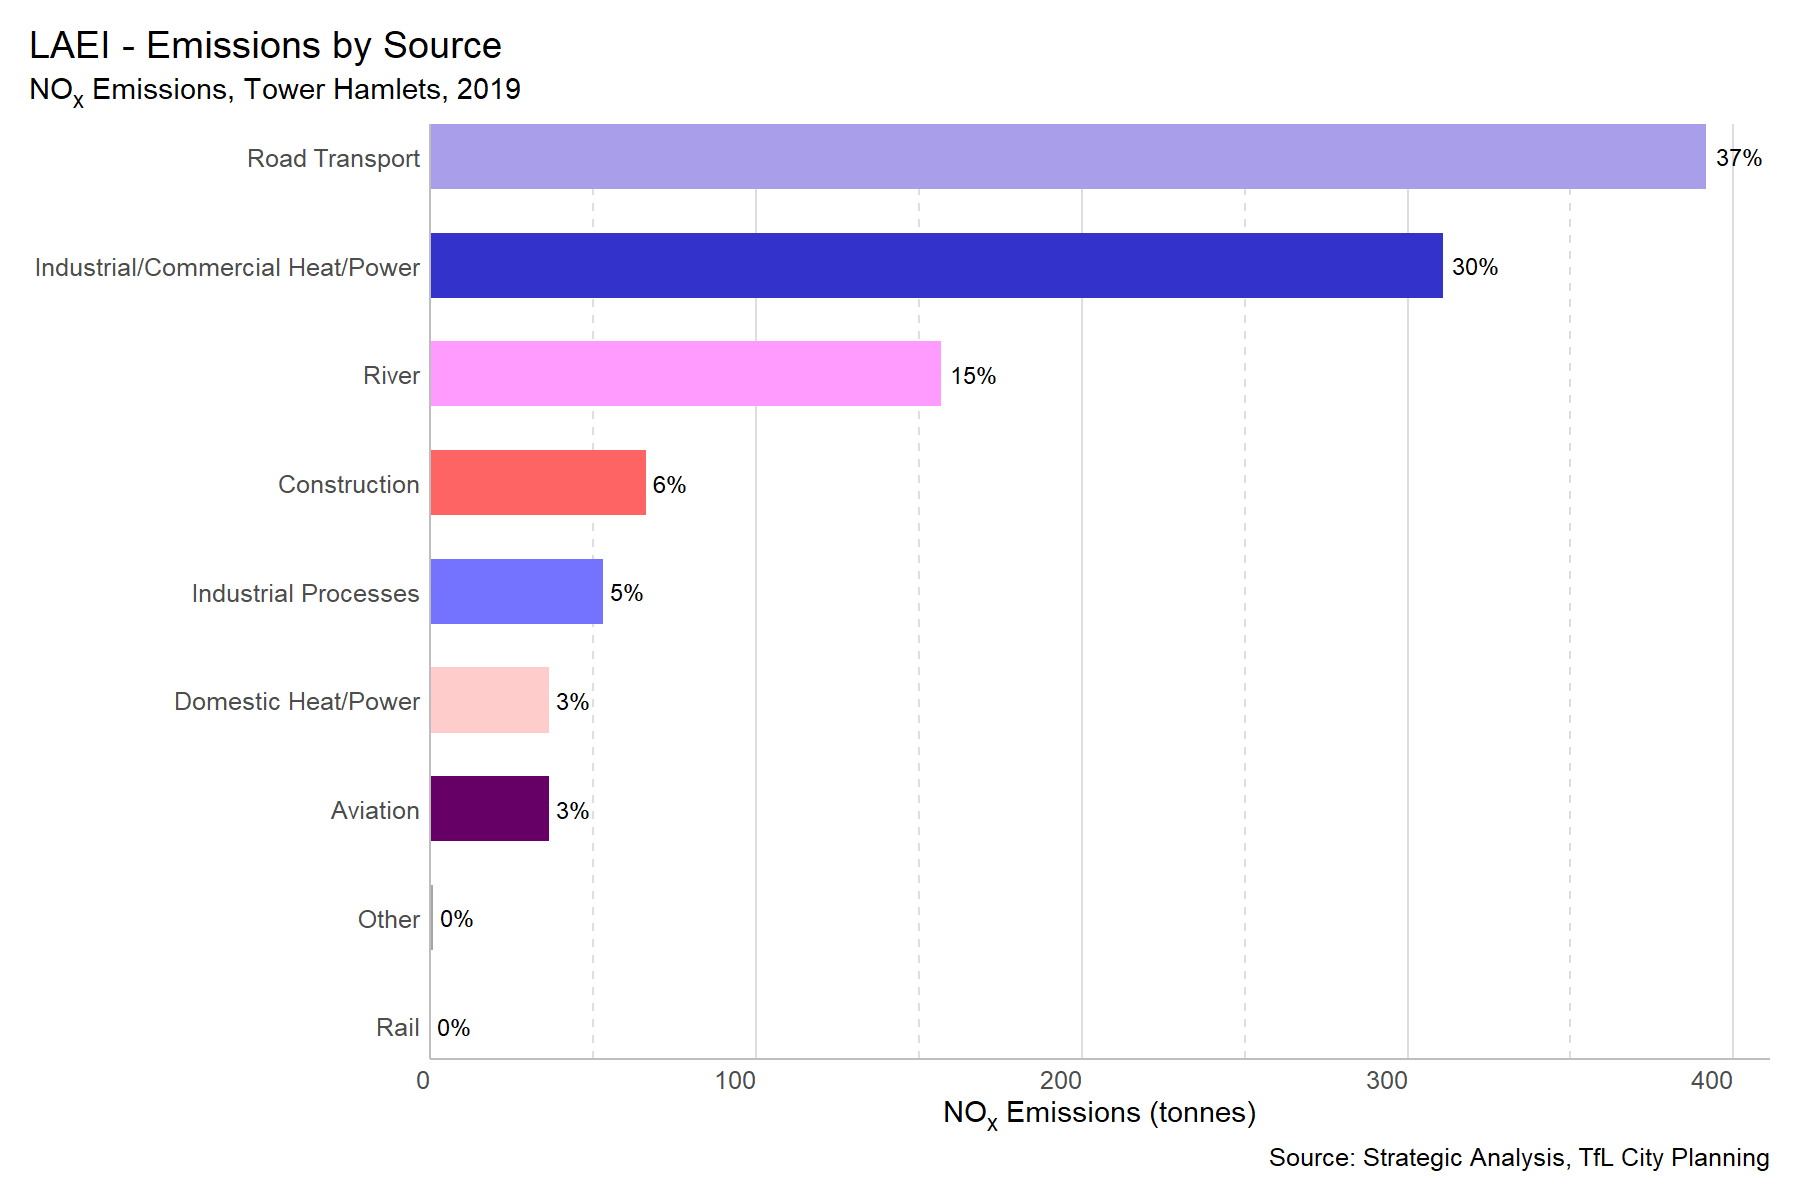 LAEI - Emissions by Source
NOx Emissions, Tower Hamlets, 2019
Road Transport 37%
Industrial/Commercial Heat/Power 30%
River 15%
Construction 6%
Industrial Processes 5%
Domestic Heat/Power 3%
Aviation 3%
Other 0%
Rail 0%
0 100 200 300 400
NOx Emissions (tonnes)
Source: Strategic Analysis, TfL City Planning